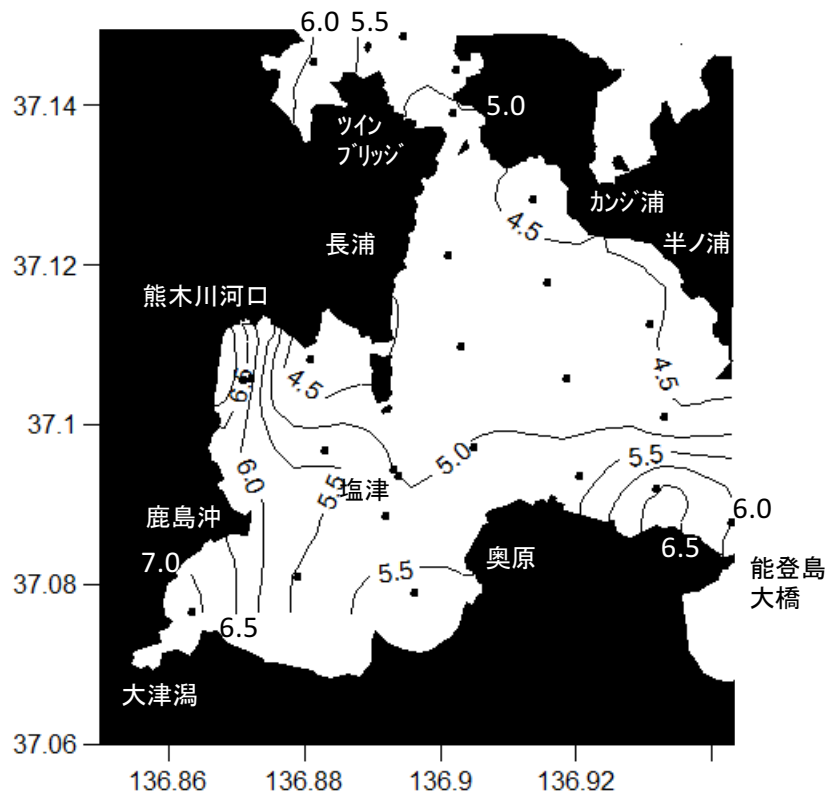 6.0 5.5
37.14
5.0
ツイン
ブリッジ
カンジ浦
4.5
長浦
半ノ浦
37.12
熊木川河口
4.5
4.5
6.5
37.1
5.0
5.5
6.0
5.5
塩津
鹿島沖
6.0
6.5
7.0
5.5
奥原
能登島
大橋
37.08
6.5
大津潟
37.06
136.86
136.88
136.9
136.92